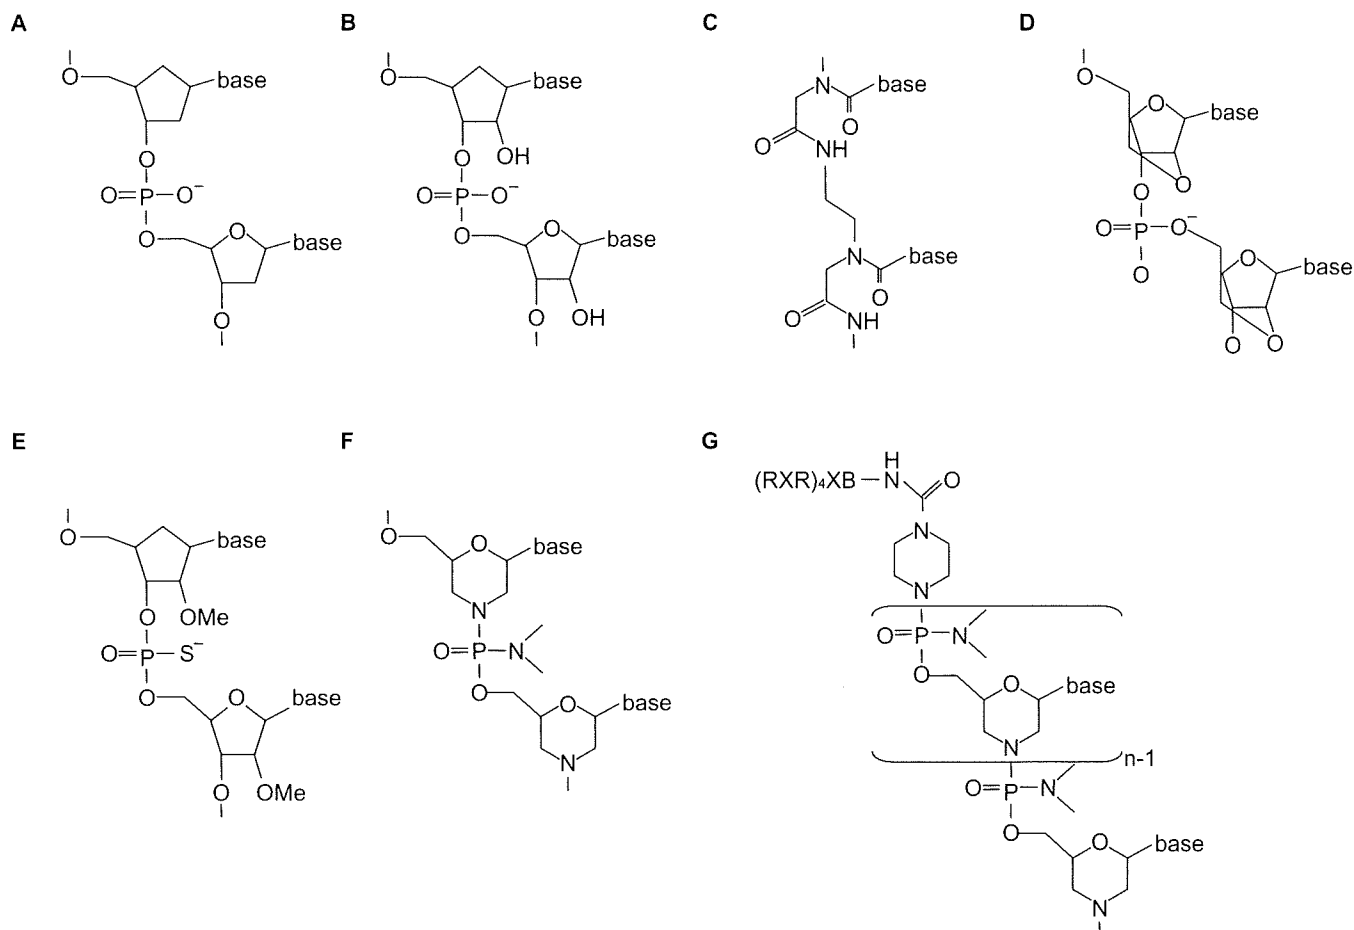 A
B
C
D
O
base
O
O=P–O⁻
O
O
base
O
O
base
O
OH
O=P–O⁻
O
O
base
O
OH
N
base
O
O
NH
N
base
O
O
NH
O
O
base
O
O
O=P–O⁻
O
O
base
O
O
E
F
G
O
base
O
OMe
O=P–S⁻
O
O
base
O
OMe
O
O
base
N
O=P–N
O
O
base
N
(RXR)₄XB–N
H
O
N
N
O=P–N
O
O
base
N
n-1
O=P–N
O
O
base
N